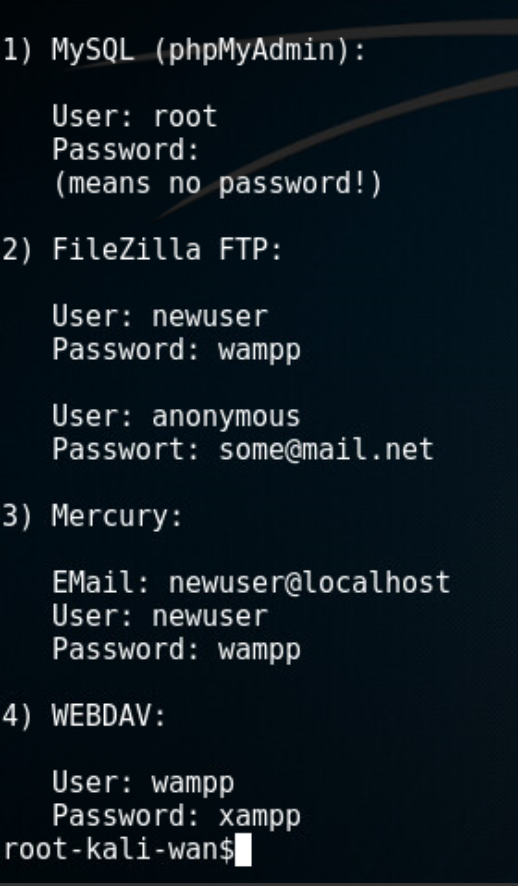 1) MySQL (phpMyAdmin):
User: root
Password:
(means no password!)
2) FileZilla FTP:
User: newuser
Password: wampp
User: anonymous
Passwort: some@mail.net
3) Mercury:
EMail: newuser@localhost
User: newuser
Password: wampp
4) WEBDAV:
User: wampp
Password: xampp
root-kali-wan$